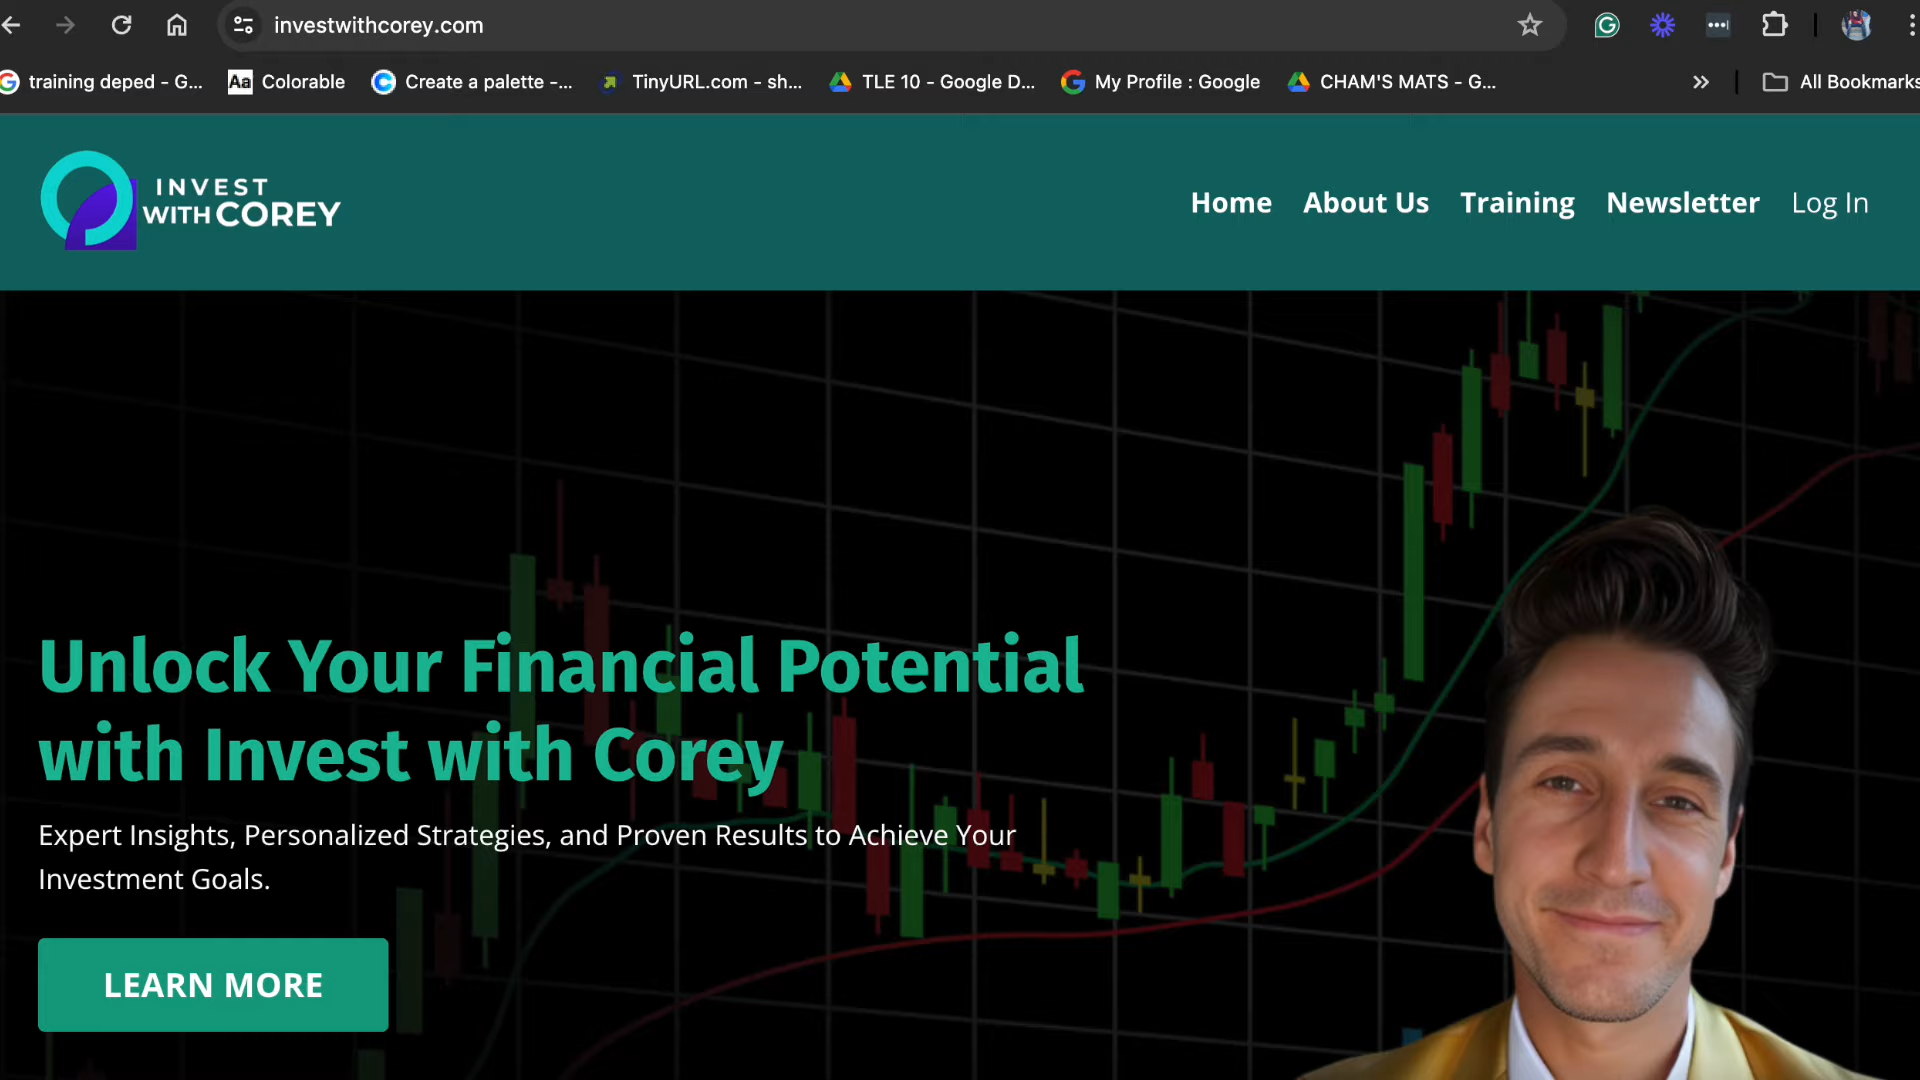 investwithcorey.com
training deped - G...
Aa Colorable
Create a palette -...
TinyURL.com - sh...
TLE 10 - Google D...
My Profile : Google
CHAM'S MATS - G...
All Bookmarks
INVEST
WITH COREY
Home
About Us
Training
Newsletter
Log In
Unlock Your Financial Potential
with Invest with Corey
Expert Insights, Personalized Strategies, and Proven Results to Achieve Your
Investment Goals.
LEARN MORE